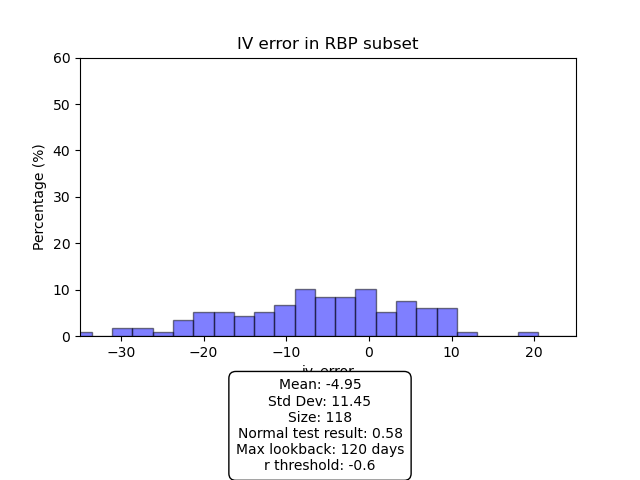 IV error in RBP subset
60
50
40
30
20
10
0
Percentage (%)
−30
−20
−10
0
10
20
iv_error
Mean: -4.95
Std Dev: 11.45
Size: 118
Normal test result: 0.58
Max lookback: 120 days
r threshold: -0.6